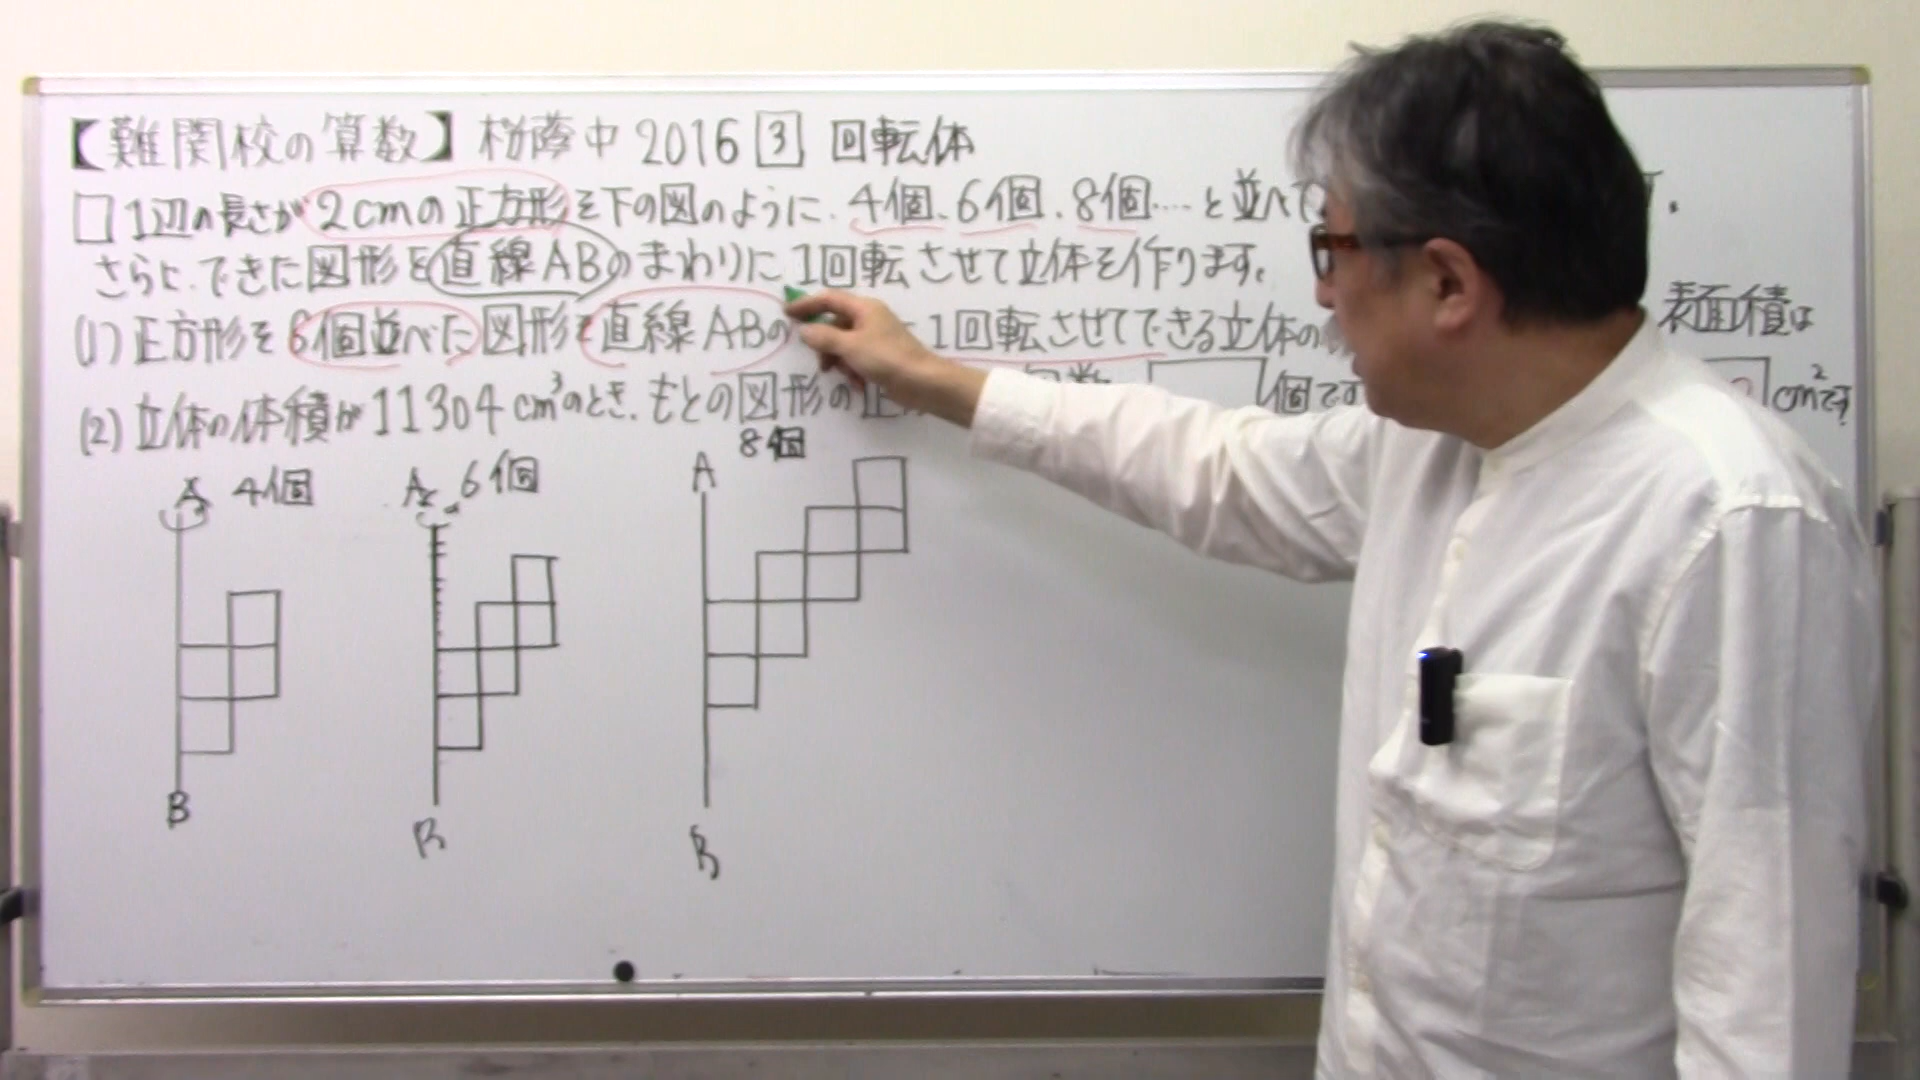 【難関校の算数】桜蔭中 2016 3 回転体
1辺の長さが2cmの正方形を下の図のように、4個、6個、8個……と並べて
さらに、できた図形を直線ABのまわりに1回転させて立体を作ります。
(1) 正方形を6個並べた図形を直線ABの 1回転させてできる立体の 表面積は
cm²です
(2) 立体の体積が11304cm³のとき、もとの図形の正 個です
A 4個
A 6個
A 8個
B
B
B